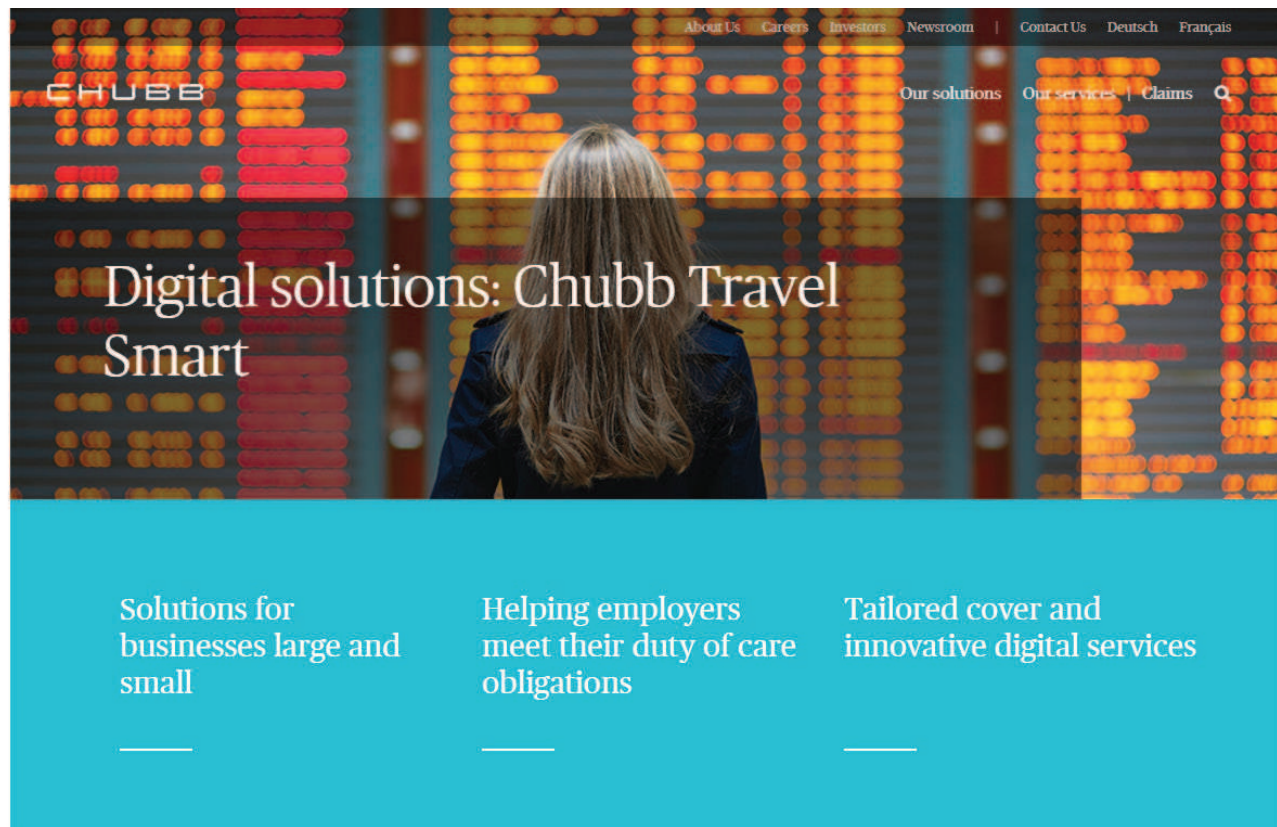 About Us Careers Investors Newsroom | Contact Us Deutsch Français
CHUBB
Our solutions Our services | Claims
Digital solutions: Chubb Travel
Smart
Solutions for
businesses large and
small
Helping employers
meet their duty of care
obligations
Tailored cover and
innovative digital services